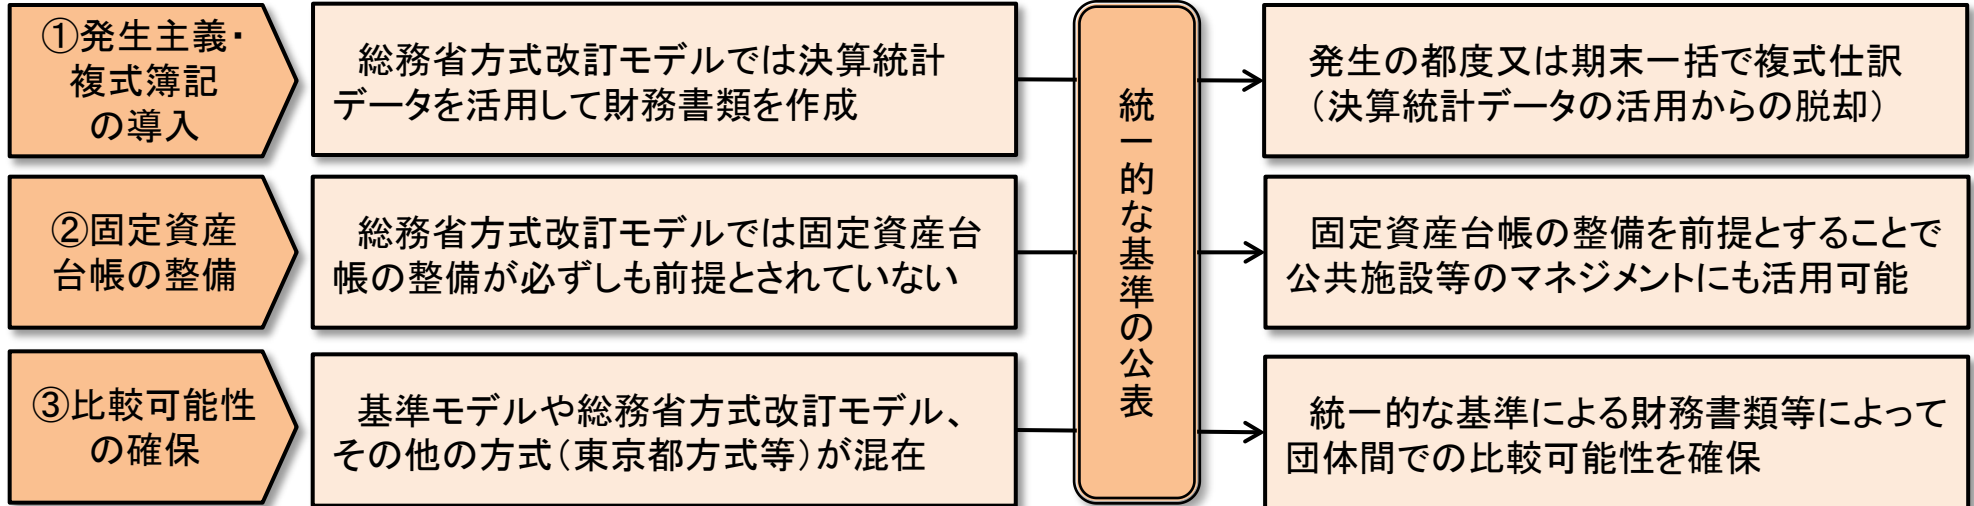 ①発生主義・
複式簿記
の導入
総務省方式改訂モデルでは決算統計
データを活用して財務書類を作成
発生の都度又は期末一括で複式仕訳
（決算統計データの活用からの脱却）
②固定資産
台帳の整備
総務省方式改訂モデルでは固定資産台
帳の整備が必ずしも前提とされていない
固定資産台帳の整備を前提とすることで
公共施設等のマネジメントにも活用可能
③比較可能性
の確保
基準モデルや総務省方式改訂モデル、
その他の方式（東京都方式等）が混在
統一的な基準による財務書類等によって
団体間での比較可能性を確保
統一的な基準の公表